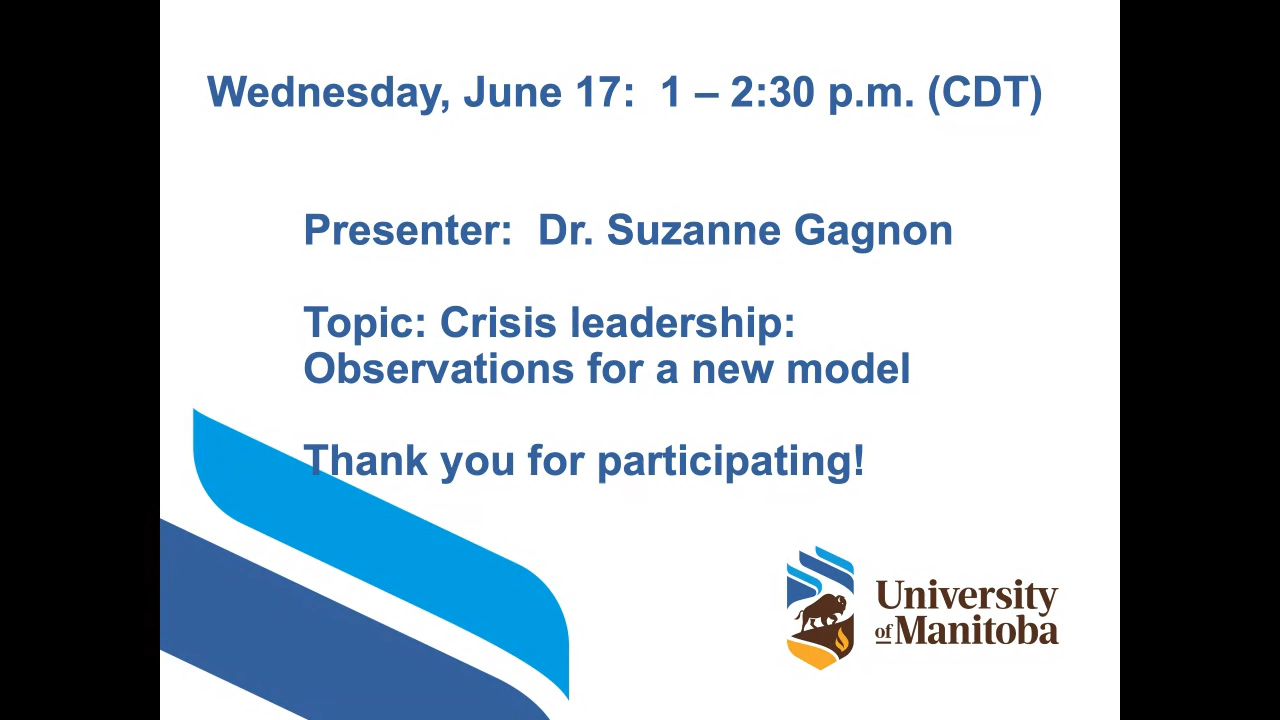 Wednesday, June 17:  1 – 2:30 p.m. (CDT)
Presenter:  Dr. Suzanne Gagnon
Topic: Crisis leadership:
Observations for a new model
Thank you for participating!
University
of Manitoba